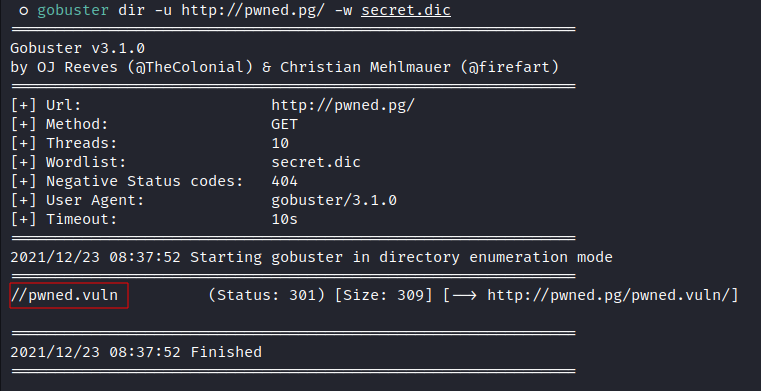 ○ gobuster dir -u http://pwned.pg/ -w secret.dic
===============================================================
Gobuster v3.1.0
by OJ Reeves (@TheColonial) & Christian Mehlmauer (@firefart)
===============================================================
[+] Url:                     http://pwned.pg/
[+] Method:                  GET
[+] Threads:                 10
[+] Wordlist:                secret.dic
[+] Negative Status codes:   404
[+] User Agent:              gobuster/3.1.0
[+] Timeout:                 10s
===============================================================
2021/12/23 08:37:52 Starting gobuster in directory enumeration mode
===============================================================
//pwned.vuln          (Status: 301) [Size: 309] [--> http://pwned.pg/pwned.vuln/]
===============================================================
2021/12/23 08:37:52 Finished
===============================================================